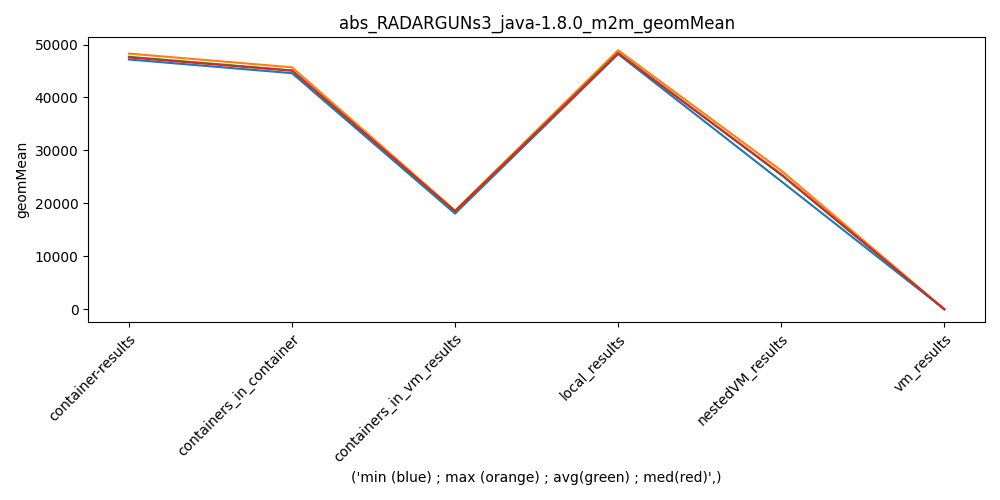 abs_RADARGUNs3_java-1.8.0_m2m_geomMean
geomMean
50000
40000
30000
20000
10000
0
container-results
containers_in_container
containers_in_vm_results
local_results
nestedVM_results
vm_results
('min (blue) ; max (orange) ; avg(green) ; med(red)',)